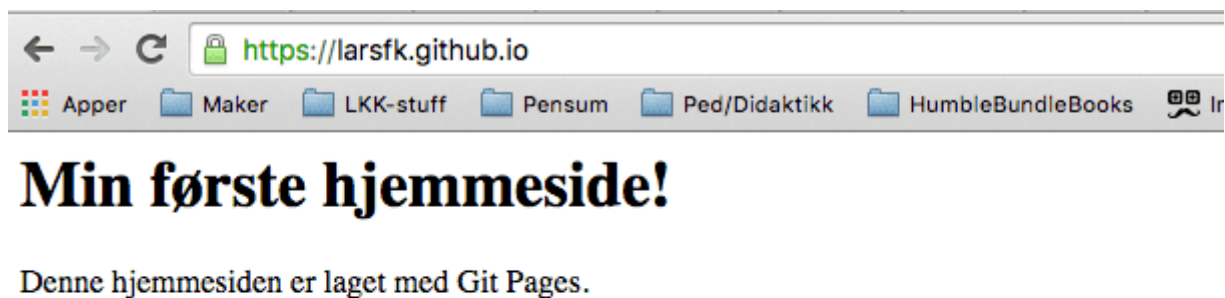 https://larsfk.github.io
Apper Maker LKK-stuff Pensum Ped/Didaktikk HumbleBundleBooks
Min første hjemmeside!
Denne hjemmesiden er laget med Git Pages.